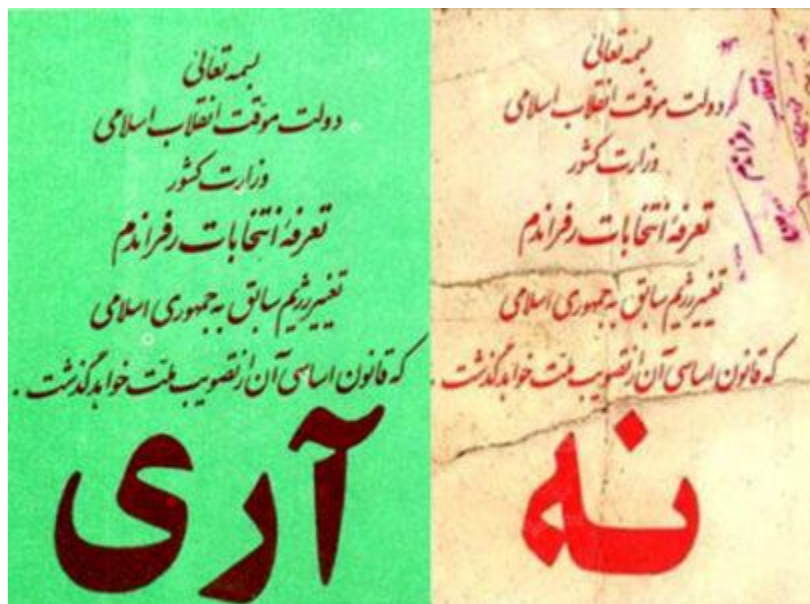 بسمه تعالی
دولت موقت انقلاب اسلامی
وزارت کشور
تعرفهٔ انتخابات رفراندم
تغییر رژیم سابق به جمهوری اسلامی
که قانون اساسی آن از تصویب ملت خواهد گذشت .
آری
بسمه تعالی
دولت موقت انقلاب اسلامی
وزارت کشور
تعرفهٔ انتخابات رفراندم
تغییر رژیم سابق به جمهوری اسلامی
که قانون اساسی آن از تصویب ملت خواهد گذشت .
نه
رفراندم